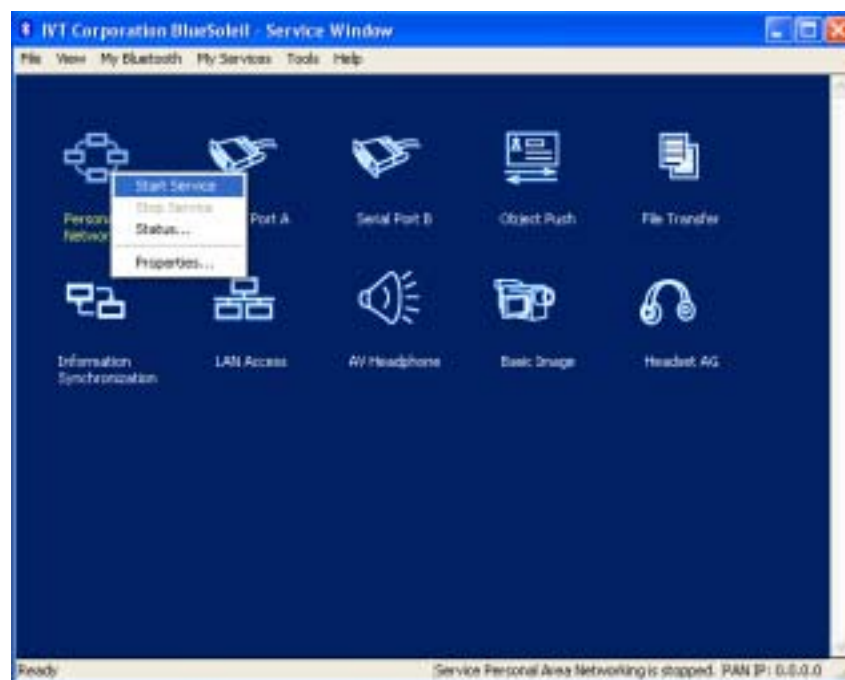 IVT Corporation BlueSoleil - Service Window
File View My Bluetooth My Services Tools Help
Start Service
Stop Service
Status...
Properties...
Port A
Serial Port B
Object Push
File Transfer
Information
Synchronization
LAN Access
AV Headphone
Basic Image
Headset AG
Ready
Service Personal Area Networking is stopped. PAN IP: 0.0.0.0